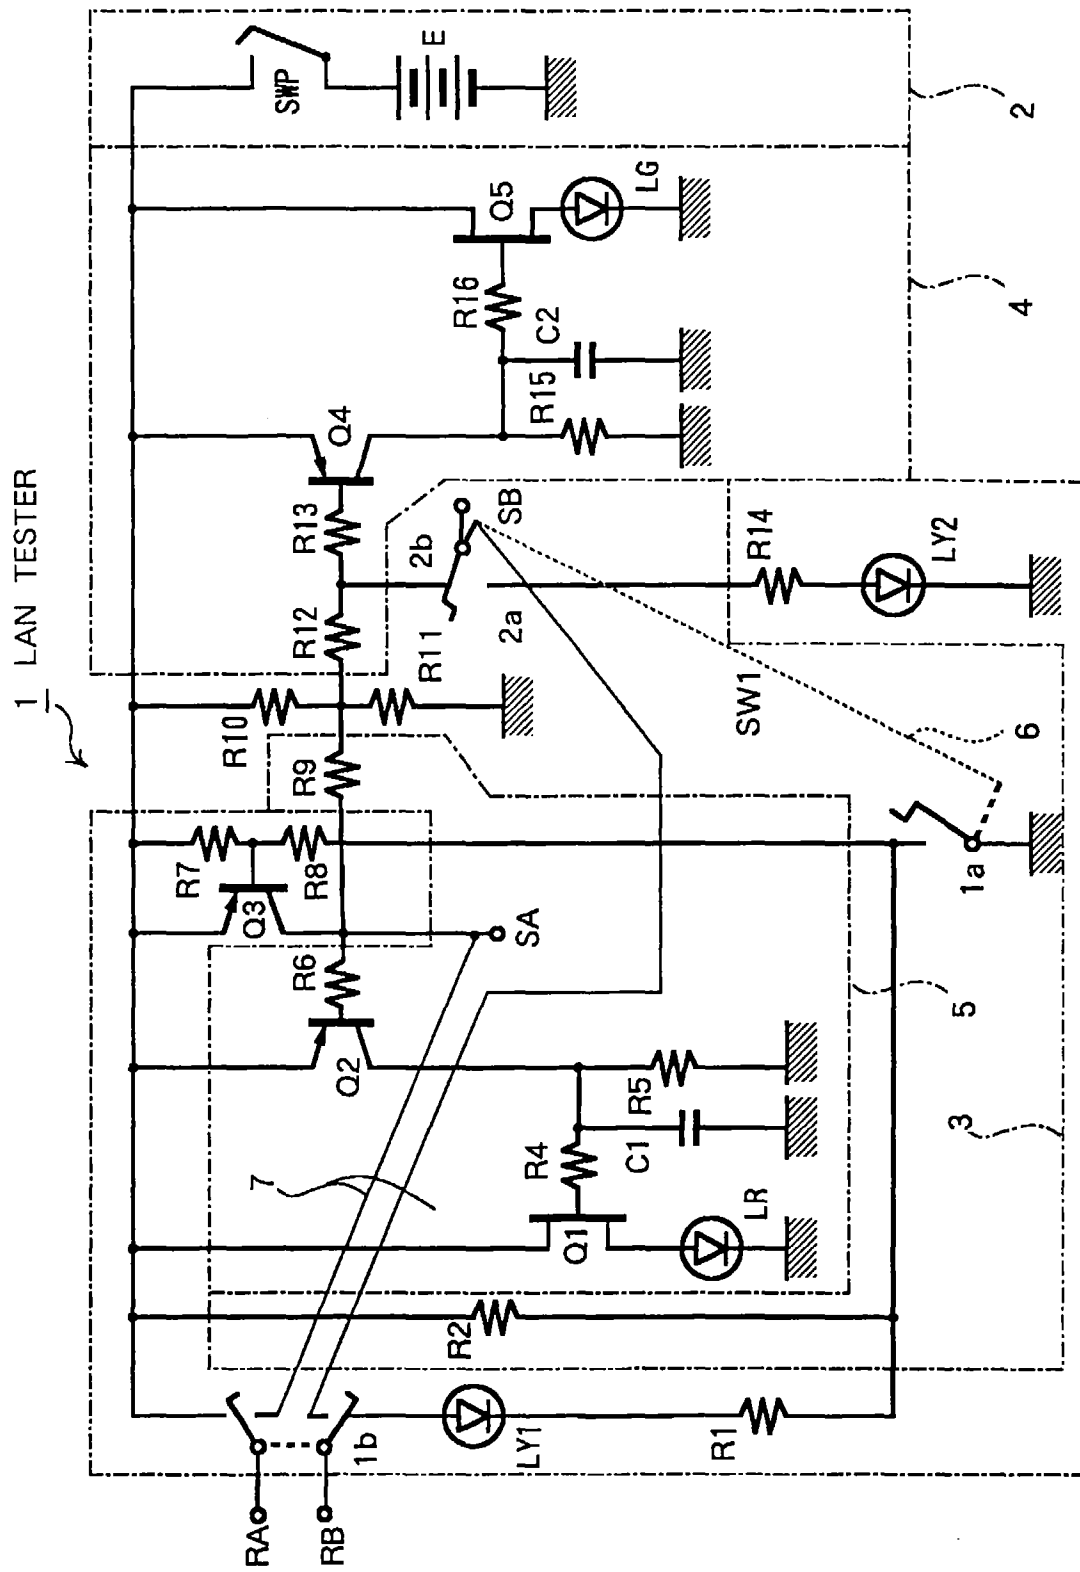 1 LAN TESTER
RA
RB
1b
LY1
R1
R2
7
Q1
LR
R4
C1
R5
Q2
R6
Q3
R7
R8
SA
5
3
R9
R10
R11
R12
R13
2b
2a
SB
SW1
6
1a
R14
LY2
Q4
R15
C2
R16
Q5
LG
4
SWP
E
2